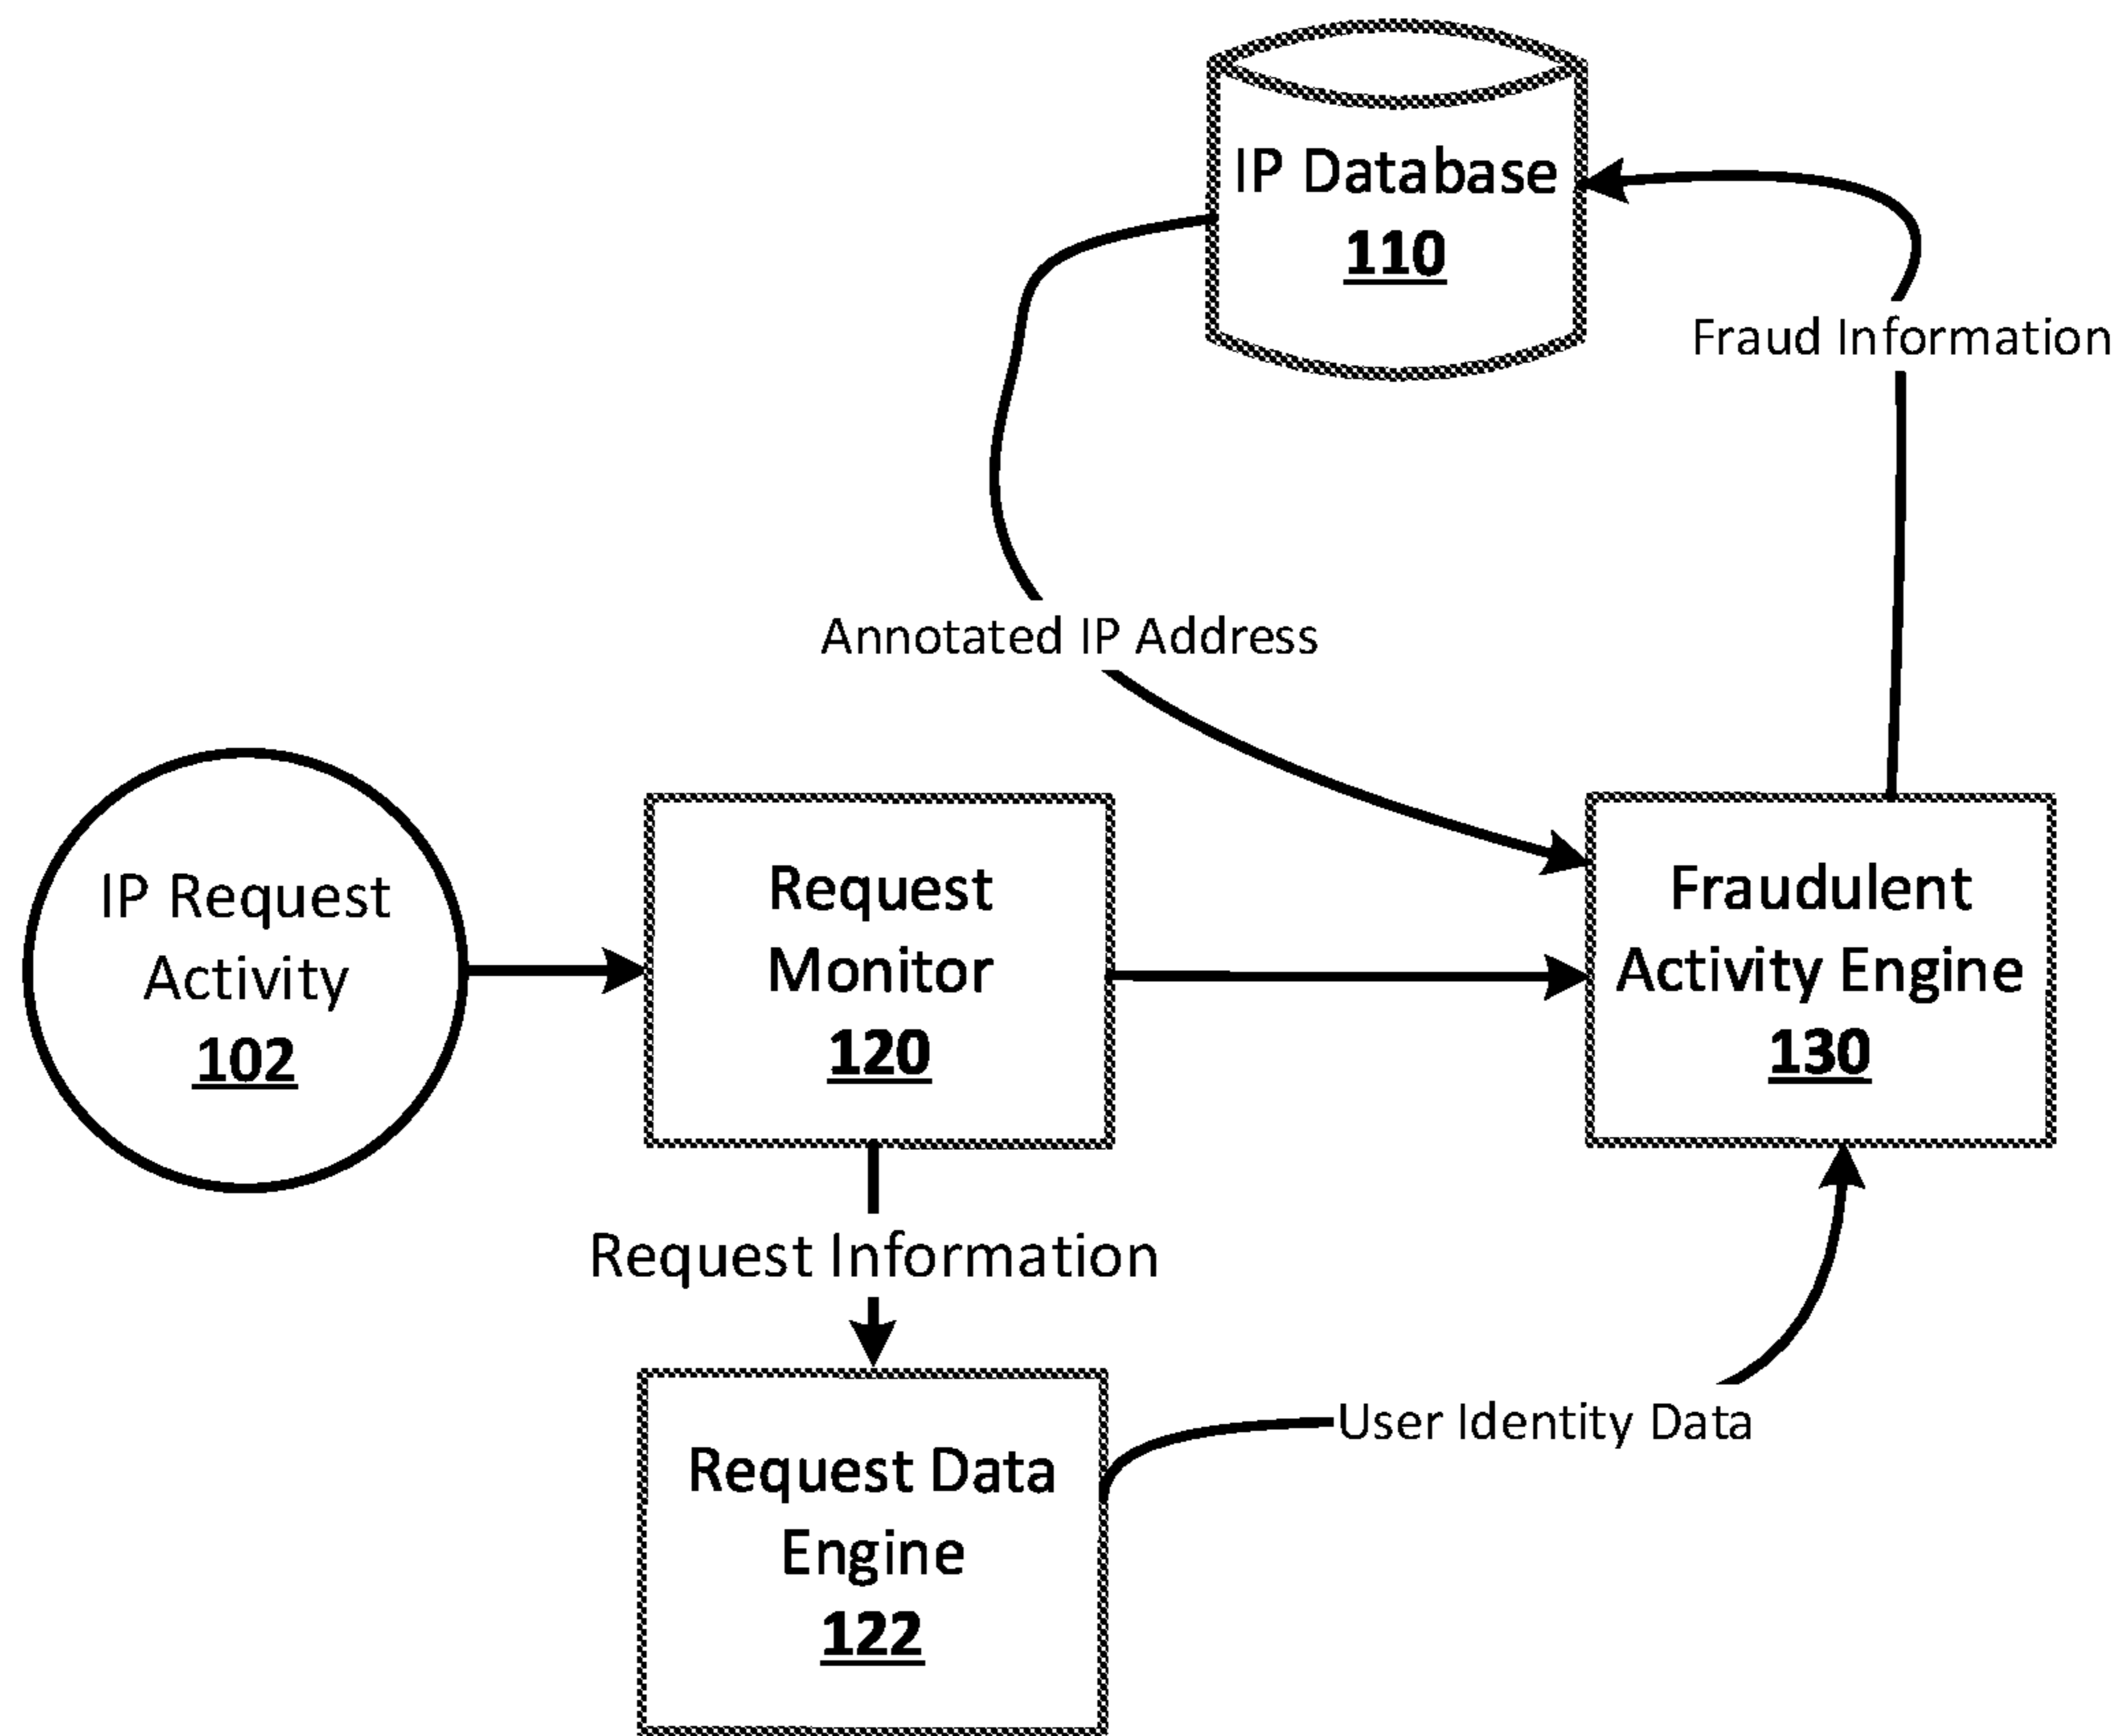 IP Database
110
Fraud Information
Annotated IP Address
IP Request
Activity
102
Request
Monitor
120
Fraudulent
Activity Engine
130
Request Information
User Identity Data
Request Data
Engine
122